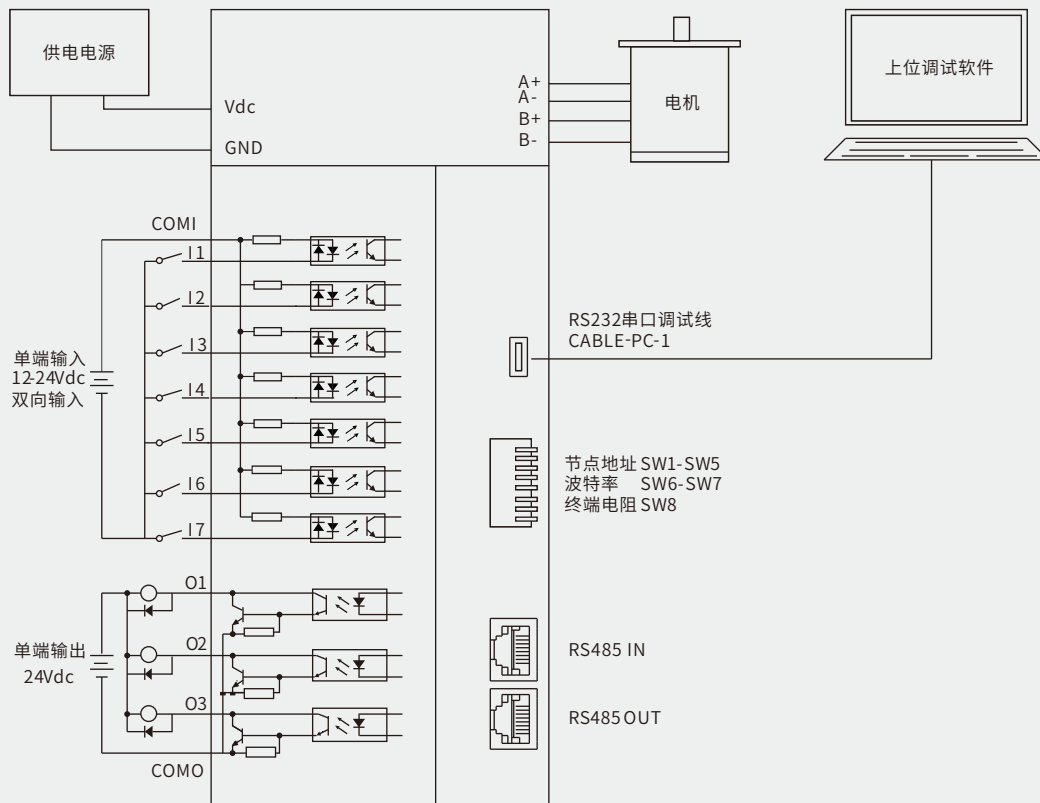 供电电源
Vdc
GND
A+
A-
B+
B-
电机
上位调试软件
COMI
I1
I2
I3
I4
I5
I6
I7
单端输入
12-24Vdc
双向输入
RS232串口调试线
CABLE-PC-1
节点地址 SW1-SW5
波特率 SW6-SW7
终端电阻 SW8
O1
O2
O3
单端输出
24Vdc
COMO
RS485 IN
RS485 OUT